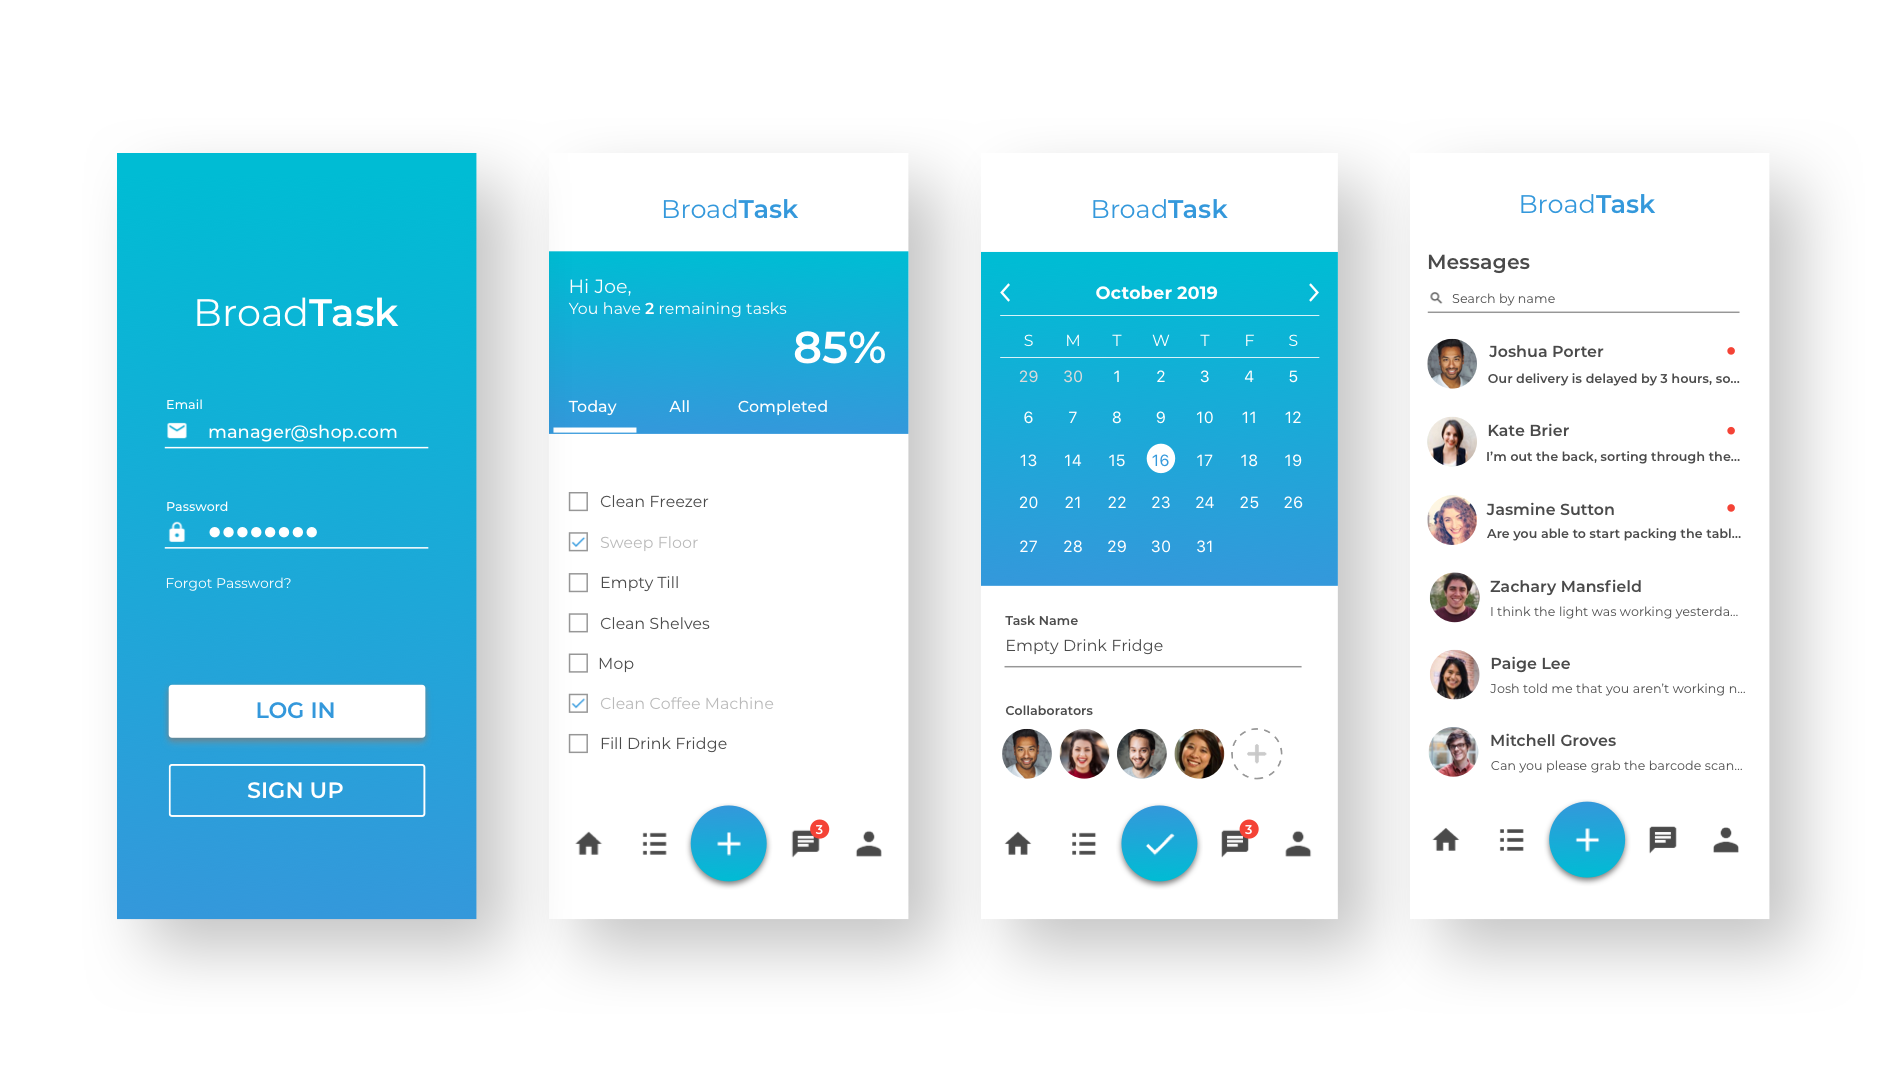 BroadTask
Email
manager@shop.com
Password
Forgot Password?
LOG IN
SIGN UP
BroadTask
Hi Joe,
You have 2 remaining tasks
85%
Today All Completed
Clean Freezer
Sweep Floor
Empty Till
Clean Shelves
Mop
Clean Coffee Machine
Fill Drink Fridge
3
BroadTask
October 2019
S M T W T F S
29 30 1 2 3 4 5
6 7 8 9 10 11 12
13 14 15 16 17 18 19
20 21 22 23 24 25 26
27 28 29 30 31
Task Name
Empty Drink Fridge
Collaborators
3
BroadTask
Messages
Search by name
Joshua Porter
Our delivery is delayed by 3 hours, so...
Kate Brier
I’m out the back, sorting through the...
Jasmine Sutton
Are you able to start packing the tabl...
Zachary Mansfield
I think the light was working yesterda...
Paige Lee
Josh told me that you aren’t working n...
Mitchell Groves
Can you please grab the barcode scan...